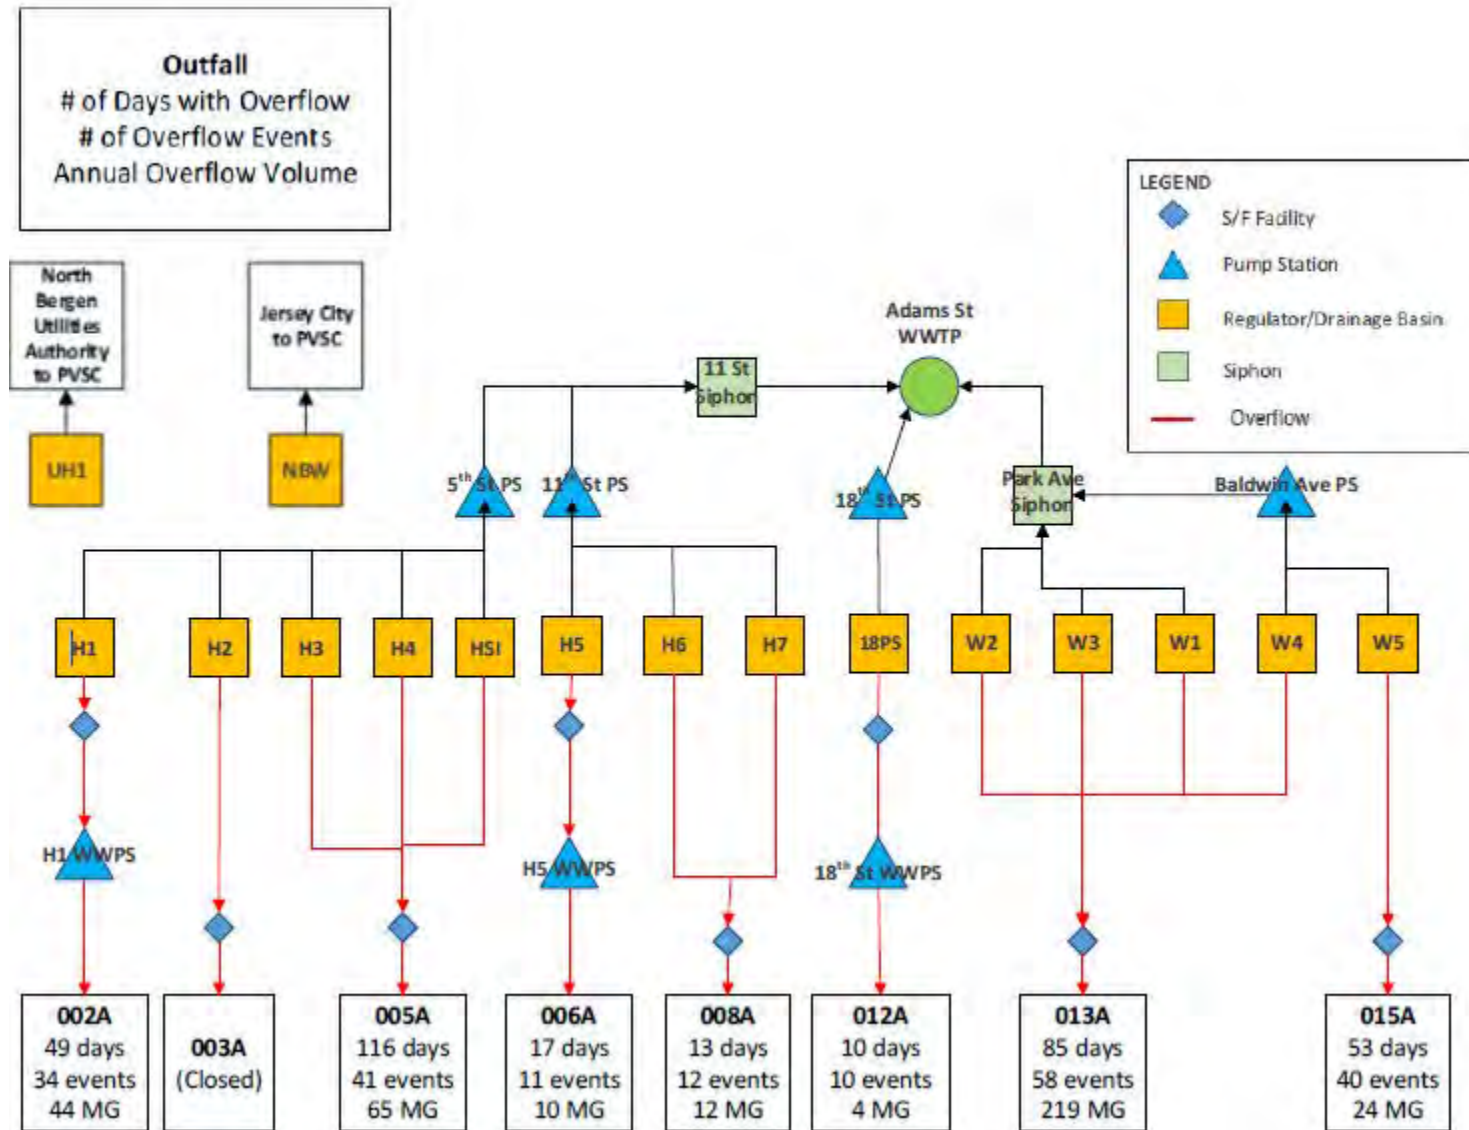 Outfall
# of Days with Overflow
# of Overflow Events
Annual Overflow Volume
LEGEND
S/F Facility
Pump Station
Regulator/Drainage Basin
Siphon
Overflow
North
Bergen
Utilities
Authority
to PVSC
Jersey City
to PVSC
Adams St
WWTP
11 St
Siphon
UH1
NBW
5th St PS
11th St PS
18th St PS
Park Ave
Siphon
Baldwin Ave PS
H1
H2
H3
H4
HSI
H5
H6
H7
18PS
W2
W3
W1
W4
W5
H1 WWPS
H5 WWPS
18th St WWPS
002A
49 days
34 events
44 MG
003A
(Closed)
005A
116 days
41 events
65 MG
006A
17 days
11 events
10 MG
008A
13 days
12 events
12 MG
012A
10 days
10 events
4 MG
013A
85 days
58 events
219 MG
015A
53 days
40 events
24 MG